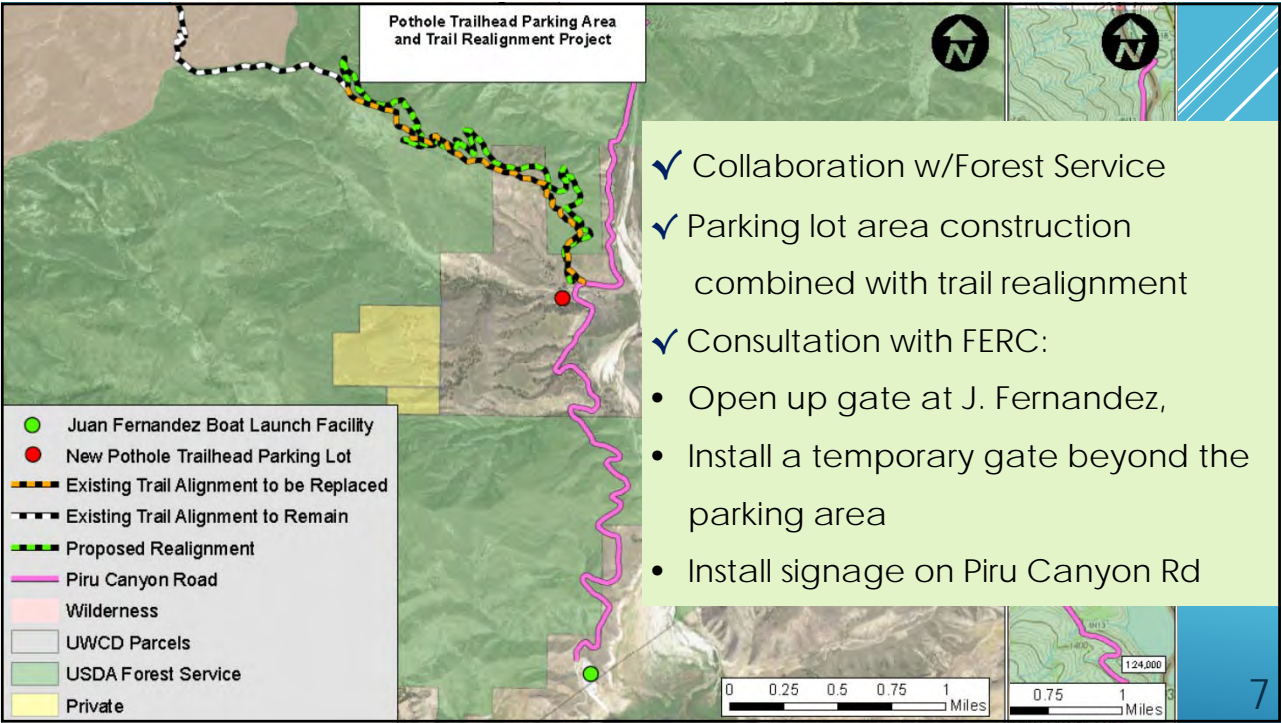 Pothole Trailhead Parking Area
and Trail Realignment Project
N
N
✓ Collaboration w/Forest Service
✓ Parking lot area construction
combined with trail realignment
✓ Consultation with FERC:
• Open up gate at J. Fernandez,
• Install a temporary gate beyond the
parking area
• Install signage on Piru Canyon Rd
Juan Fernandez Boat Launch Facility
New Pothole Trailhead Parking Lot
Existing Trail Alignment to be Replaced
Existing Trail Alignment to Remain
Proposed Realignment
Piru Canyon Road
Wilderness
UWCD Parcels
USDA Forest Service
Private
0 0.25 0.5 0.75 1
Miles
1:24,000
0.75 1
Miles
7